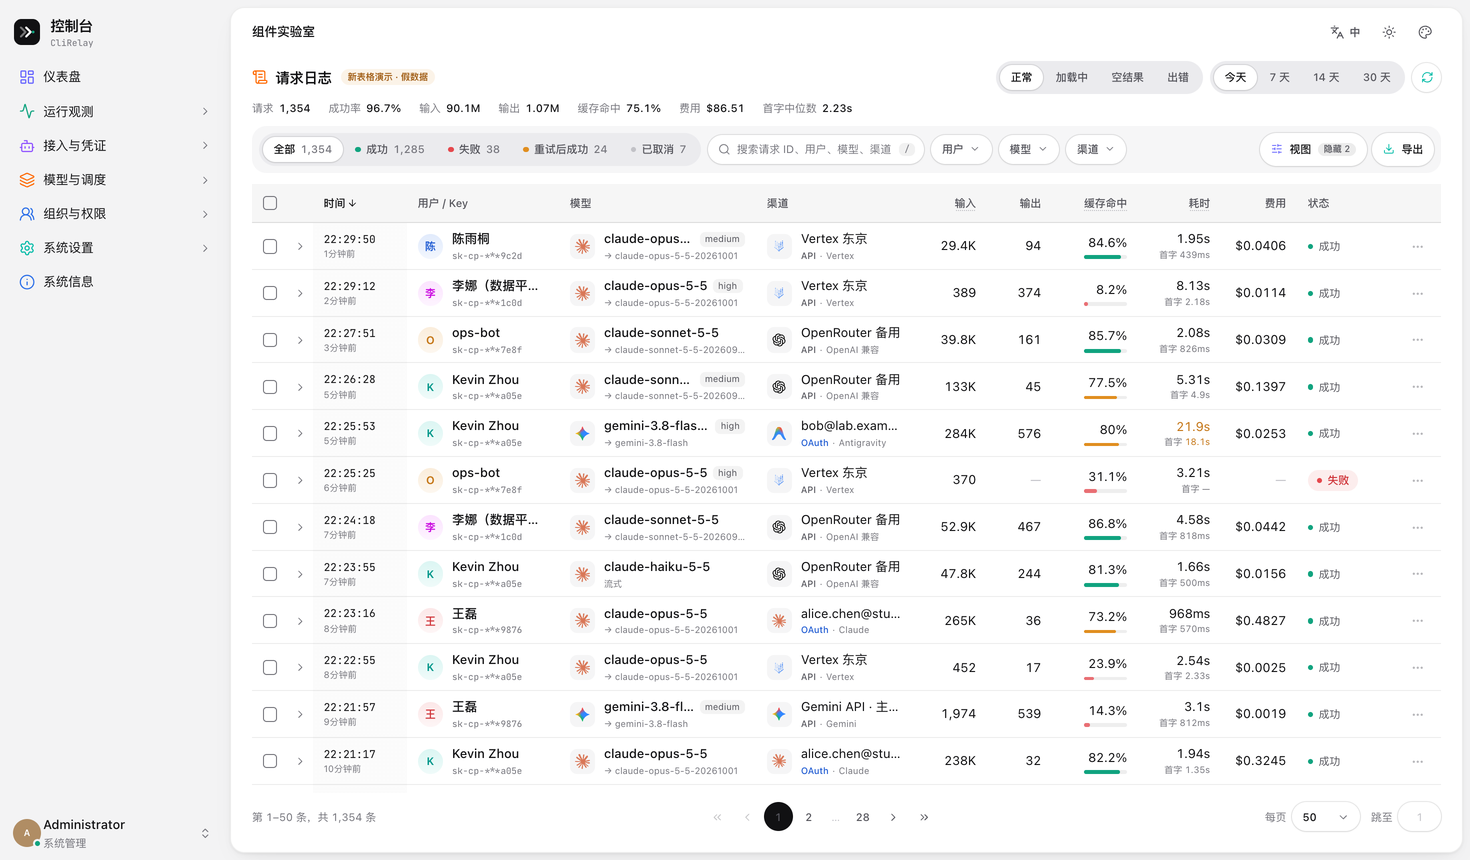 控制台
CliRelay
仪表盘
运行观测
接入与凭证
模型与调度
组织与权限
系统设置
系统信息
A
Administrator
系统管理
组件实验室
中
请求日志 新表格演示 · 假数据
正常 加载中 空结果 出错 今天 7 天 14 天 30 天
请求 1,354 成功率 96.7% 输入 90.1M 输出 1.07M 缓存命中 75.1% 费用 $86.51 首字中位数 2.23s
全部 1,354 成功 1,285 失败 38 重试后成功 24 已取消 7 搜索请求 ID、用户、模型、渠道 / 用户 模型 渠道 视图 隐藏 2 导出
时间 用户 / Key 模型 渠道 输入 输出 缓存命中 耗时 费用 状态
22:29:50 陈 陈雨桐 claude-opus... medium Vertex 东京 29.4K 94 84.6% 1.95s $0.0406 成功 ...
1分钟前 sk-cp-***9c2d → claude-opus-5-5-20261001 API · Vertex 首字 439ms
22:29:12 李 李娜（数据平... claude-opus-5-5 high Vertex 东京 389 374 8.2% 8.13s $0.0114 成功 ...
2分钟前 sk-cp-***1c0d → claude-opus-5-5-20261001 API · Vertex 首字 2.18s
22:27:51 O ops-bot claude-sonnet-5-5 OpenRouter 备用 39.8K 161 85.7% 2.08s $0.0309 成功 ...
3分钟前 sk-cp-***7e8f → claude-sonnet-5-5-202609... API · OpenAI 兼容 首字 826ms
22:26:28 K Kevin Zhou claude-sonn... medium OpenRouter 备用 133K 45 77.5% 5.31s $0.1397 成功 ...
5分钟前 sk-cp-***a05e → claude-sonnet-5-5-202609... API · OpenAI 兼容 首字 4.9s
22:25:53 K Kevin Zhou gemini-3.8-flas... high bob@lab.exam... 284K 576 80% 21.9s $0.0253 成功 ...
5分钟前 sk-cp-***a05e → gemini-3.8-flash OAuth · Antigravity 首字 18.1s
22:25:25 O ops-bot claude-opus-5-5 high Vertex 东京 370 — 31.1% 3.21s — 失败 ...
6分钟前 sk-cp-***7e8f → claude-opus-5-5-20261001 API · Vertex 首字 —
22:24:18 李 李娜（数据平... claude-sonnet-5-5 OpenRouter 备用 52.9K 467 86.8% 4.58s $0.0442 成功 ...
7分钟前 sk-cp-***1c0d → claude-sonnet-5-5-202609... API · OpenAI 兼容 首字 818ms
22:23:55 K Kevin Zhou claude-haiku-5-5 OpenRouter 备用 47.8K 244 81.3% 1.66s $0.0156 成功 ...
7分钟前 sk-cp-***a05e 流式 API · OpenAI 兼容 首字 500ms
22:23:16 王 王磊 claude-opus-5-5 alice.chen@stu... 265K 36 73.2% 968ms $0.4827 成功 ...
8分钟前 sk-cp-***9876 → claude-opus-5-5-20261001 OAuth · Claude 首字 570ms
22:22:55 K Kevin Zhou claude-opus-5-5 Vertex 东京 452 17 23.9% 2.54s $0.0025 成功 ...
8分钟前 sk-cp-***a05e → claude-opus-5-5-20261001 API · Vertex 首字 2.33s
22:21:57 王 王磊 gemini-3.8-fl... medium Gemini API · 主... 1,974 539 14.3% 3.1s $0.0019 成功 ...
9分钟前 sk-cp-***9876 → gemini-3.8-flash API · Gemini 首字 812ms
22:21:17 K Kevin Zhou claude-opus-5-5 alice.chen@stu... 238K 32 82.2% 1.94s $0.3245 成功 ...
10分钟前 sk-cp-***a05e → claude-opus-5-5-20261001 OAuth · Claude 首字 1.35s
第 1–50 条，共 1,354 条 « ‹ 1 2 ... 28 › » 每页 50 跳至 1